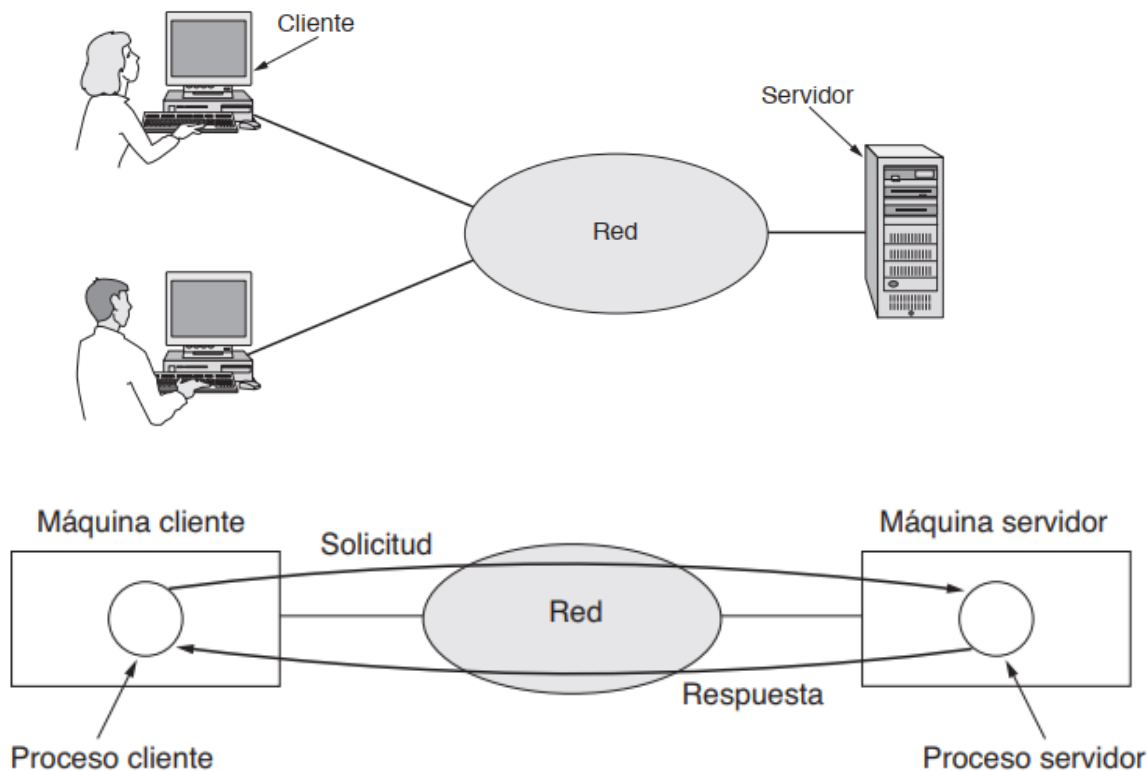 Cliente
Servidor
Red
Máquina cliente
Máquina servidor
Solicitud
Red
Respuesta
Proceso cliente
Proceso servidor